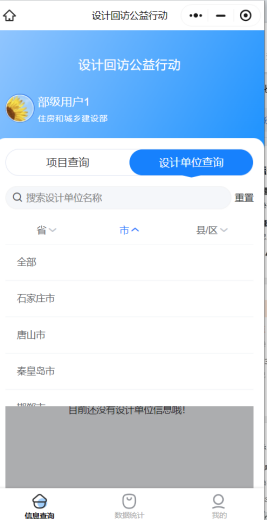 设计回访公益行动
设计回访公益行动
部级用户1
住房和城乡建设部
项目查询 设计单位查询
搜索设计单位名称 重置
省 市 县/区
全部
石家庄市
唐山市
秦皇岛市
目前还没有设计单位信息哦!
信息查询 数据统计 我的